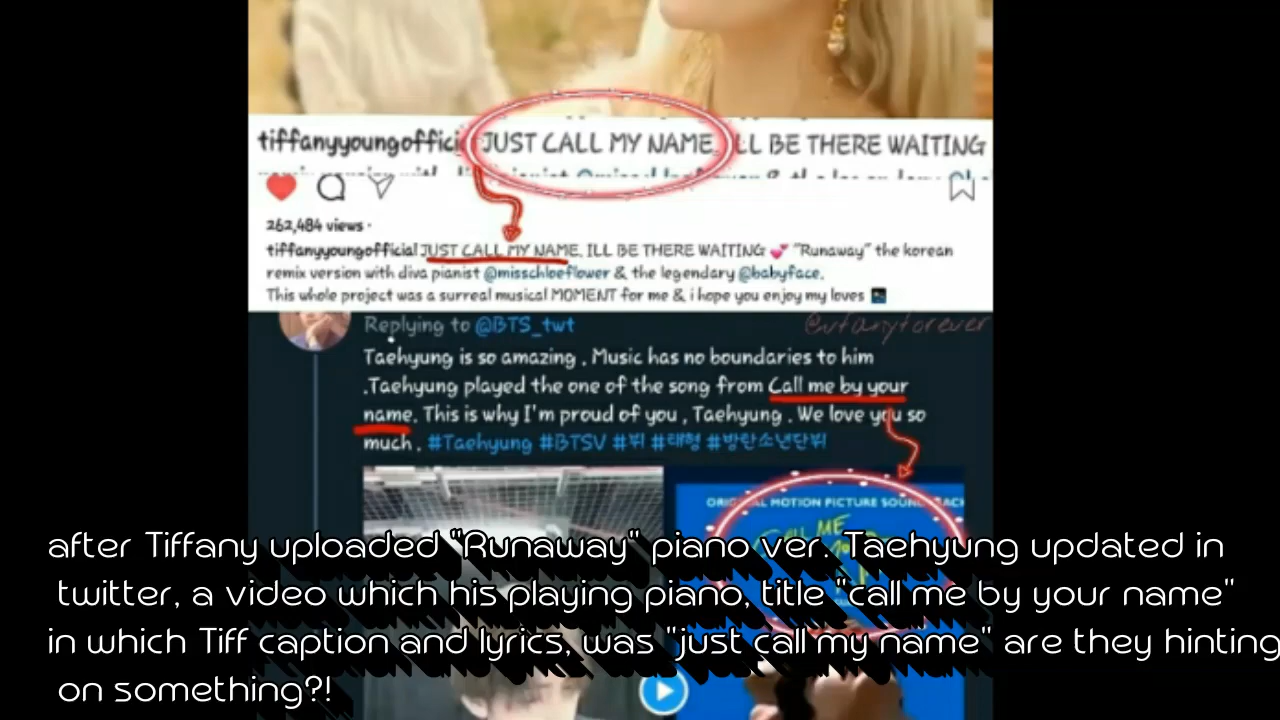 tiffanyyoungoffici JUST CALL MY NAME. ILL BE THERE WAITING
262,484 views ·
tiffanyyoungofficial JUST CALL MY NAME. ILL BE THERE WAITING 💕 "Runaway" the korean
remix version with diva pianist @misschloeflower & the legendary @babyface.
This whole project was a surreal musical MOMENT for me & i hope you enjoy my loves
@vfanyforever
Replying to @BTS_twt
Taehyung is so amazing . Music has no boundaries to him
.Taehyung played the one of the song from Call me by your
name. This is why I'm proud of you , Taehyung . We love you so
much . #Taehyung #BTSV #뷔 #태형 #방탄소년단뷔
ORIGINAL MOTION PICTURE SOUNDTRACK
CALL ME
after Tiffany uploaded "Runaway" piano ver. Taehyung updated in
twitter, a video which his playing piano, title "call me by your name"
in which Tiff caption and lyrics, was "just call my name" are they hinting
on something?!